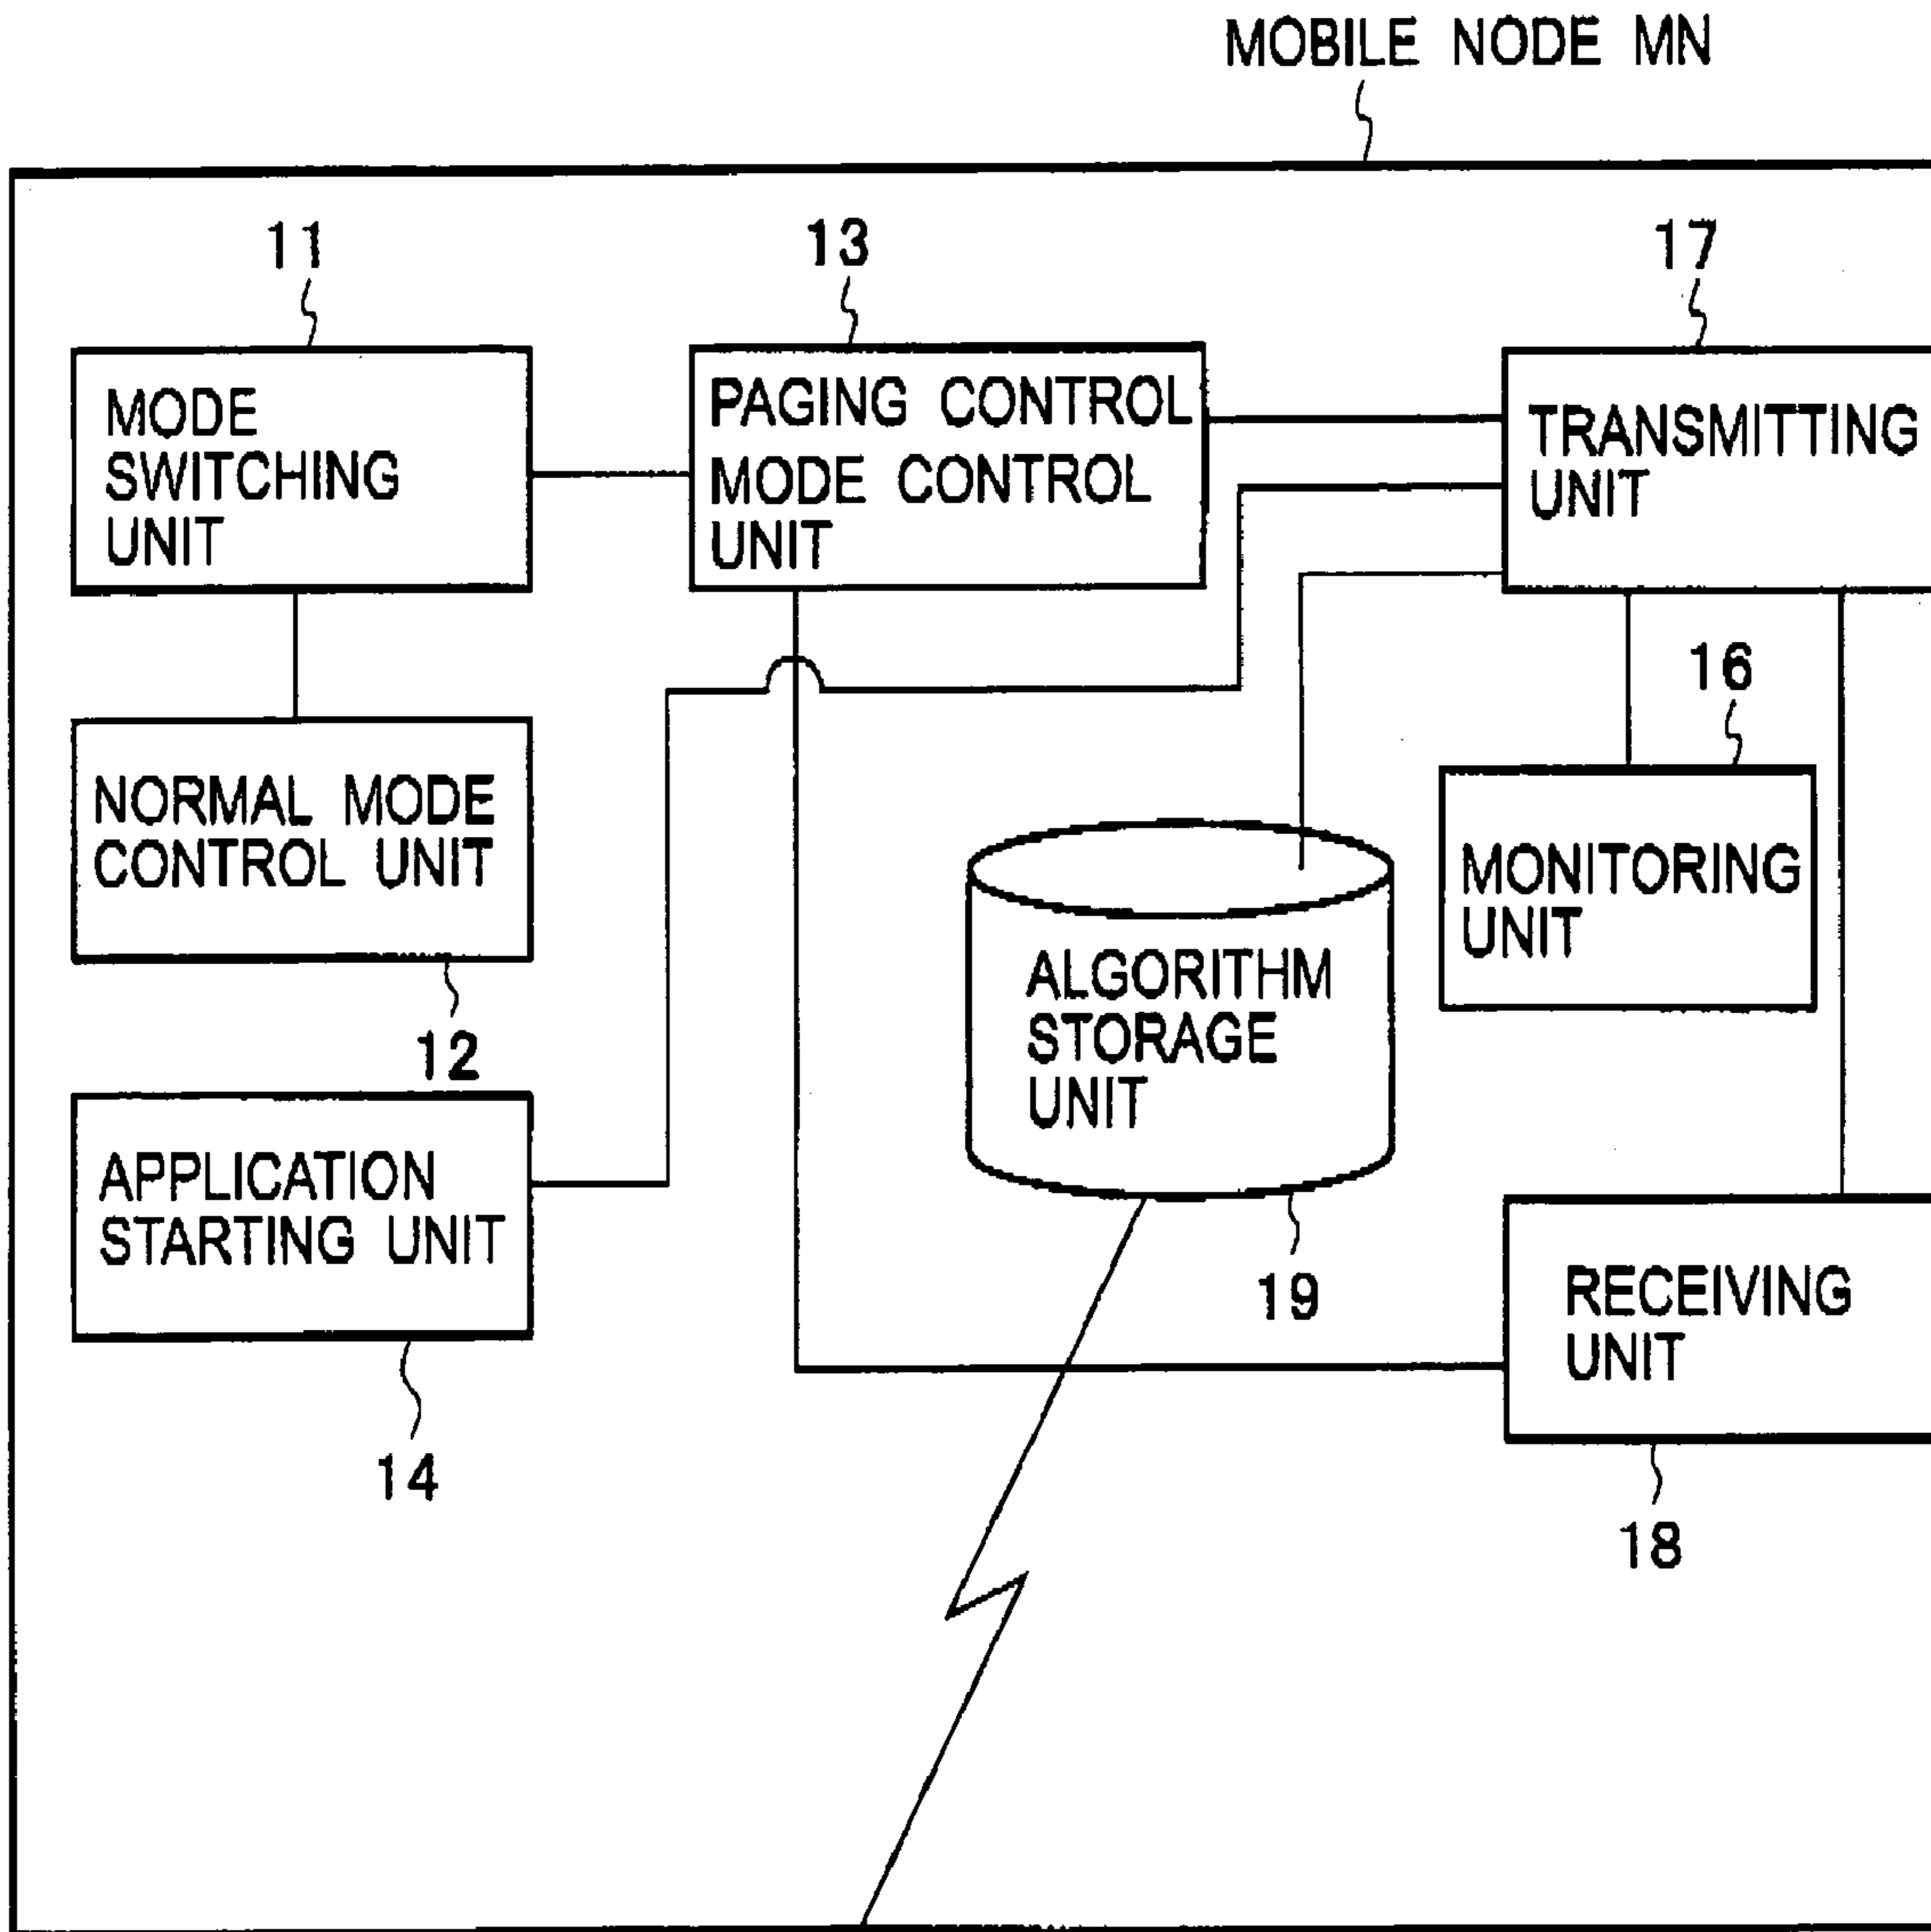 MOBILE NODE MN
11
13
17
MODE
SWITCHING
UNIT
PAGING CONTROL
MODE CONTROL
UNIT
TRANSMITTING
UNIT
16
NORMAL MODE
CONTROL UNIT
MONITORING
UNIT
12
ALGORITHM
STORAGE
UNIT
APPLICATION
STARTING UNIT
19
RECEIVING
UNIT
14
18